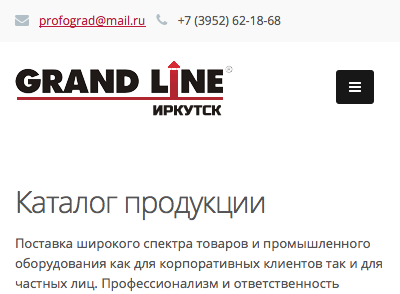 profograd@mail.ru +7 (3952) 62-18-68
GRAND LINE®
ИРКУТСК
Каталог продукции
Поставка широкого спектра товаров и промышленного
оборудования как для корпоративных клиентов так и для
частных лиц. Профессионализм и ответственность